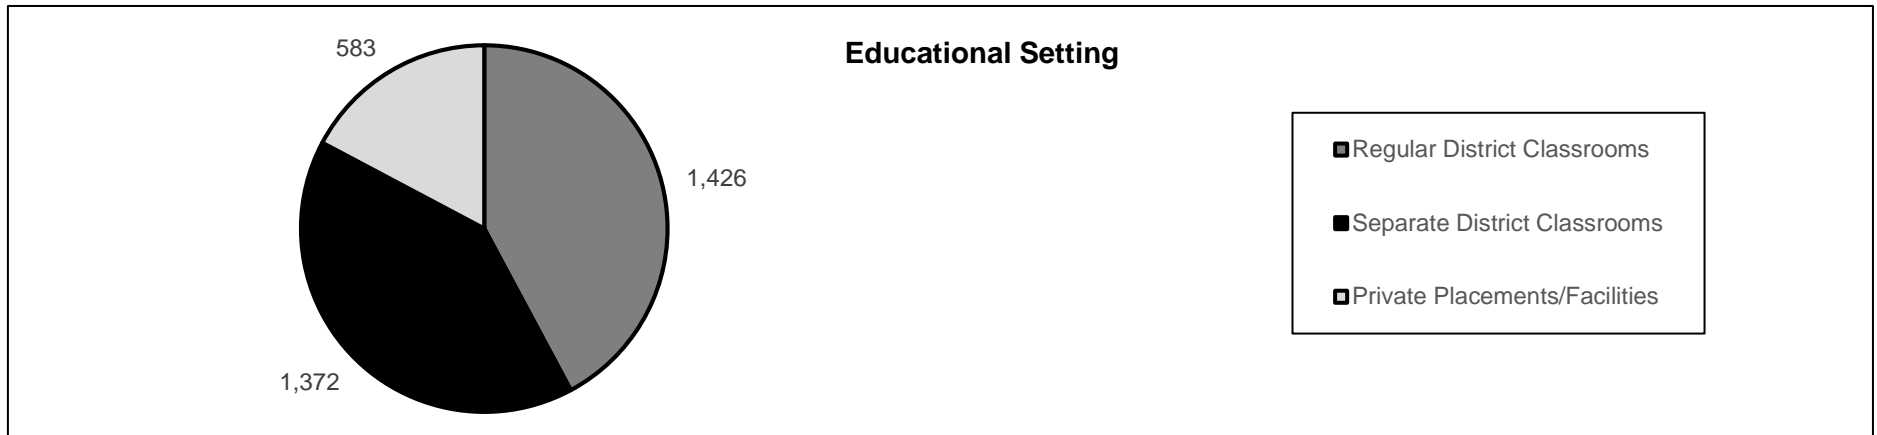 Educational Setting
583
1,426
1,372
Regular District Classrooms
Separate District Classrooms
Private Placements/Facilities